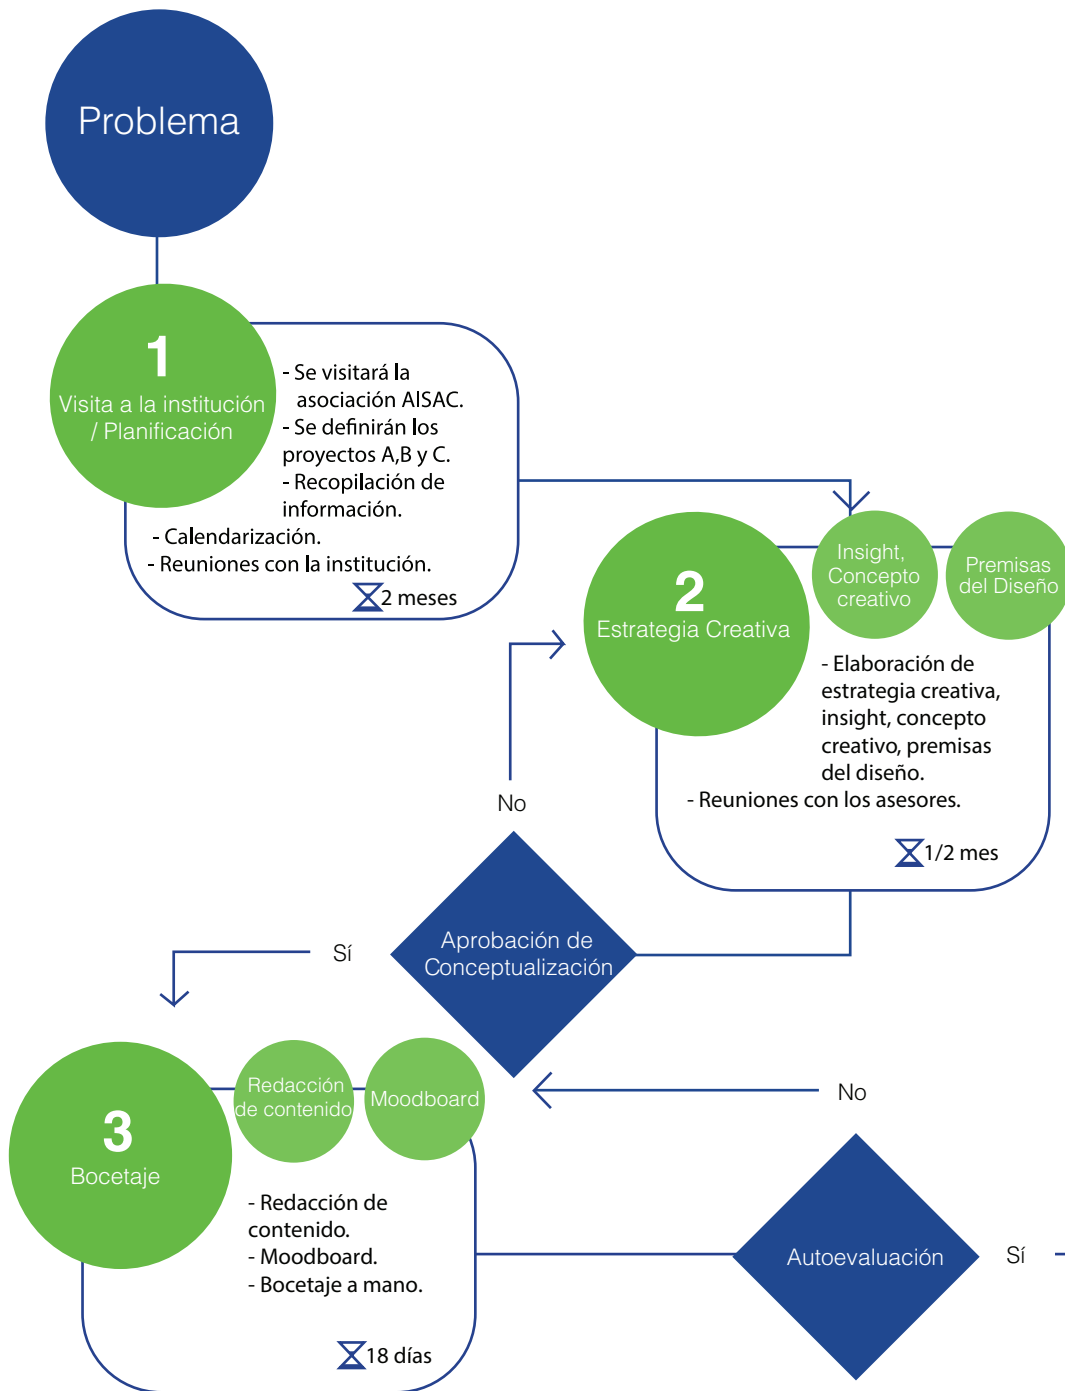 Problema
1
Visita a la institución
/ Planificación
- Se visitará la
asociación AISAC.
- Se definirán los
proyectos A,B y C.
- Recopilación de
información.
- Calendarización.
- Reuniones con la institución.
2 meses
2
Estrategia Creativa
Insight,
Concepto
creativo
Premisas
del Diseño
- Elaboración de
estrategia creativa,
insight, concepto
creativo, premisas
del diseño.
- Reuniones con los asesores.
1/2 mes
No
Aprobación de
Conceptualización
Sí
3
Bocetaje
Redacción
de contenido
Moodboard
- Redacción de
contenido.
- Moodboard.
- Bocetaje a mano.
18 días
No
Autoevaluación
Sí